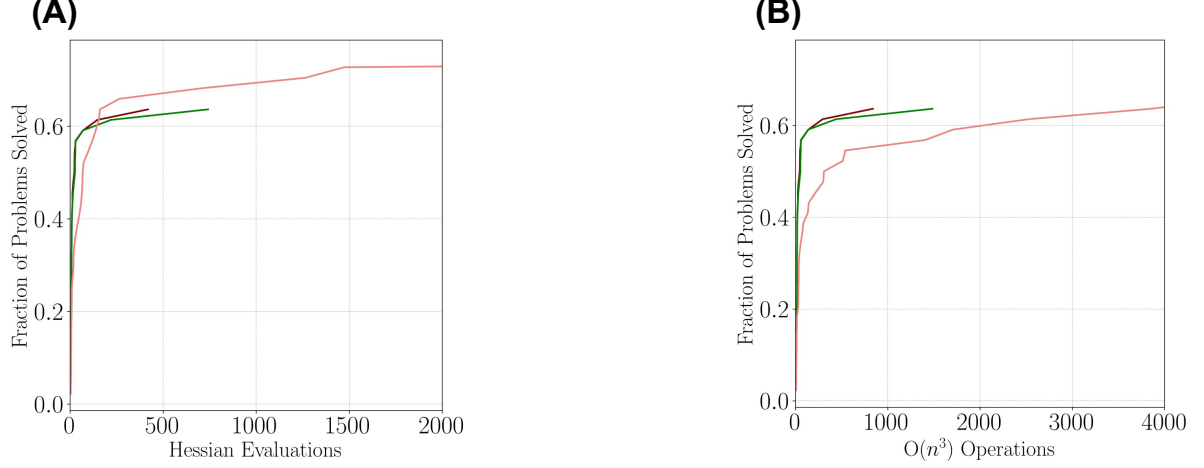 (A)
Fraction of Problems Solved
0.6
0.4
0.2
0.0
0 500 1000 1500 2000
Hessian Evaluations
(B)
Fraction of Problems Solved
0.6
0.4
0.2
0.0
0 1000 2000 3000 4000
O(n³) Operations